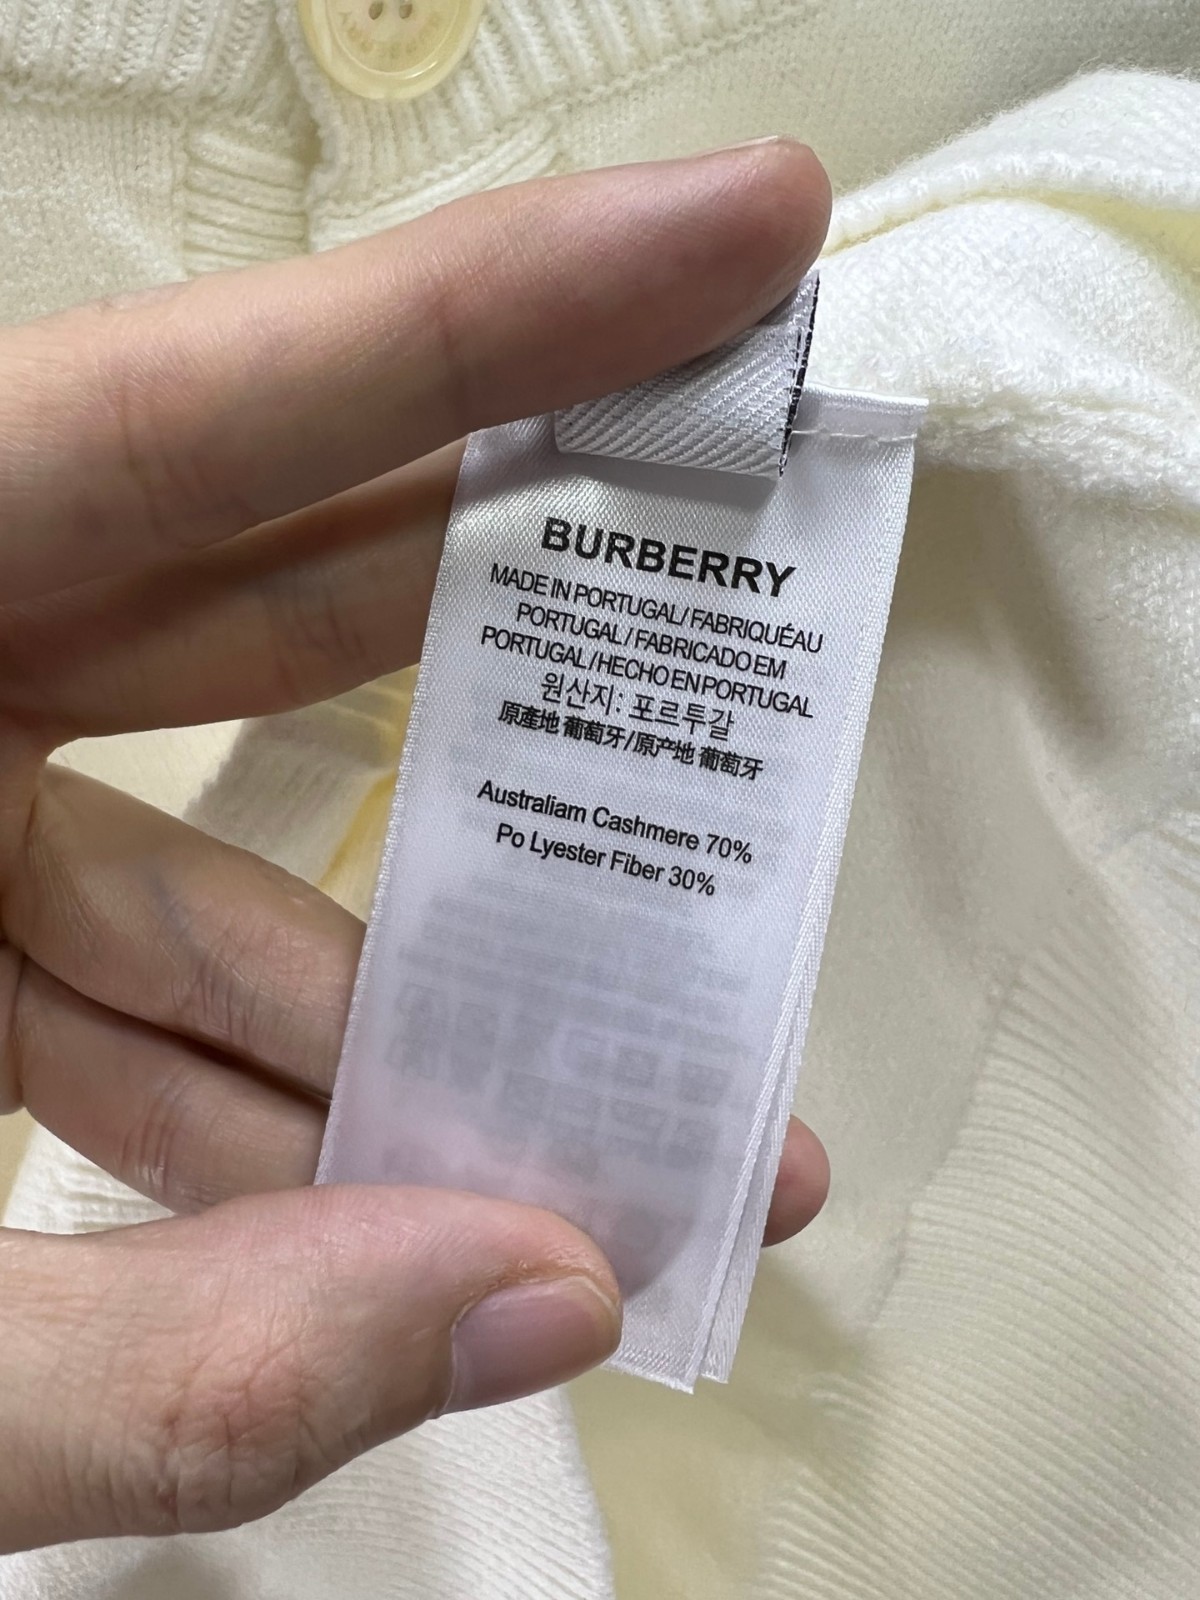 BURBERRY
MADE IN PORTUGAL/FABRIQUÉAU
PORTUGAL/FABRICADO EM
PORTUGAL/HECHO EN PORTUGAL
원산지: 포르투갈
原產地 葡萄牙/原产地 葡萄牙
Australiam Cashmere 70%
Po Lyester Fiber 30%